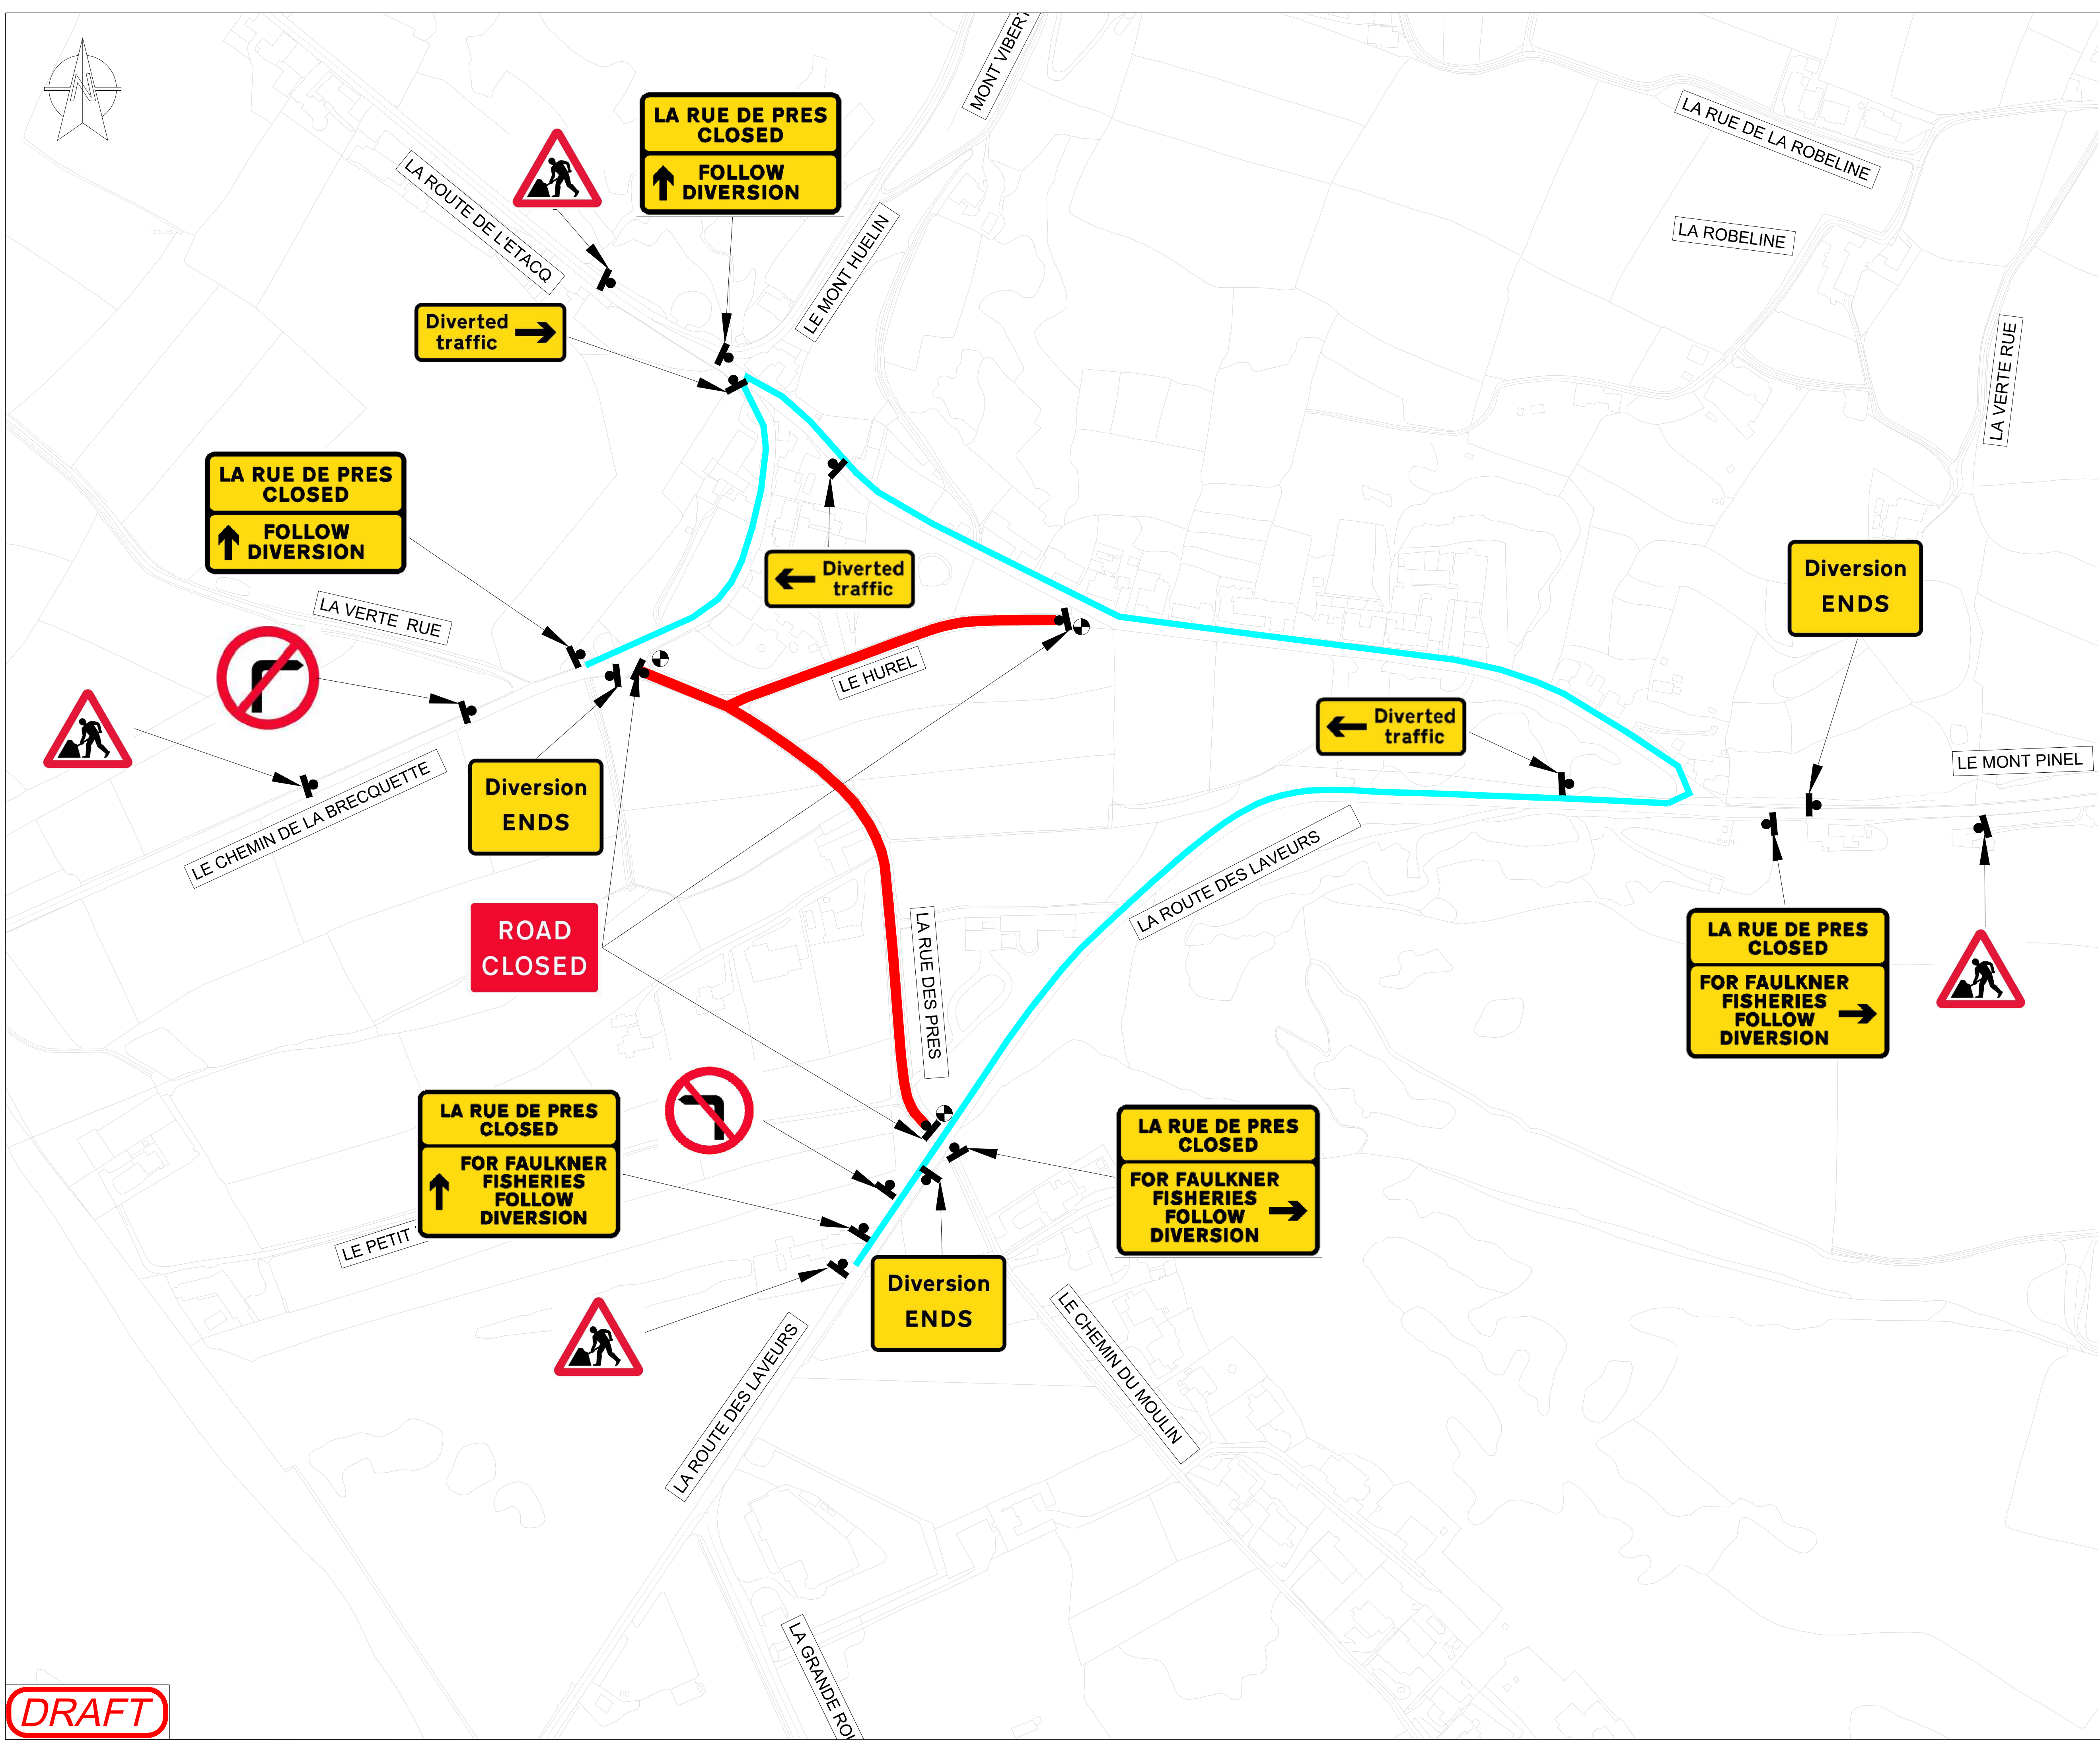 N
MONT VIBERT
LA RUE DE PRES
CLOSED
FOLLOW
DIVERSION
LA RUE DE LA ROBELINE
LA ROBELINE
LA ROUTE DE L'ETACQ
LE MONT HUELIN
Diverted
traffic
LA VERTE RUE
LA RUE DE PRES
CLOSED
FOLLOW
DIVERSION
Diverted
traffic
Diversion
ENDS
LA VERTE RUE
LE HUREL
Diverted
traffic
LE MONT PINEL
LE CHEMIN DE LA BRECQUETTE
Diversion
ENDS
LA ROUTE DES LAVEURS
ROAD
CLOSED
LA RUE DES PRES
LA RUE DE PRES
CLOSED
FOR FAULKNER
FISHERIES
FOLLOW
DIVERSION
LA RUE DE PRES
CLOSED
FOR FAULKNER
FISHERIES
FOLLOW
DIVERSION
LA RUE DE PRES
CLOSED
FOR FAULKNER
FISHERIES
FOLLOW
DIVERSION
LE PETIT
Diversion
ENDS
LA ROUTE DES LAVEURS
LE CHEMIN DU MOULIN
LA GRANDE ROU
DRAFT